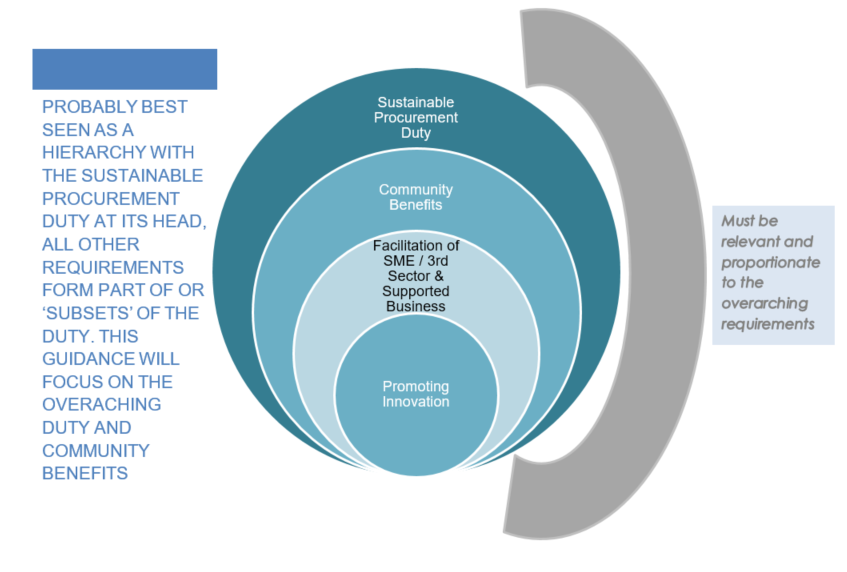 PROBABLY BEST
SEEN AS A
HIERARCHY WITH
THE SUSTAINABLE
PROCUREMENT
DUTY AT ITS HEAD,
ALL OTHER
REQUIREMENTS
FORM PART OF OR
‘SUBSETS’ OF THE
DUTY. THIS
GUIDANCE WILL
FOCUS ON THE
OVERACHING
DUTY AND
COMMUNITY
BENEFITS
Sustainable
Procurement
Duty
Community
Benefits
Facilitation of
SME / 3rd
Sector &
Supported
Business
Promoting
Innovation
Must be
relevant and
proportionate
to the
overarching
requirements